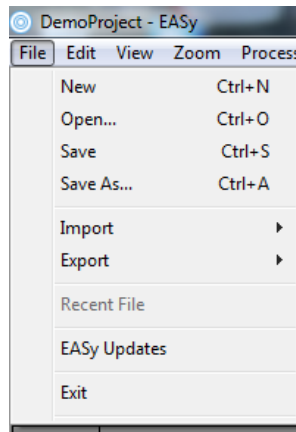 DemoProject - EASy
File Edit View Zoom Process
New Ctrl+N
Open... Ctrl+O
Save Ctrl+S
Save As... Ctrl+A
Import
Export
Recent File
EASy Updates
Exit